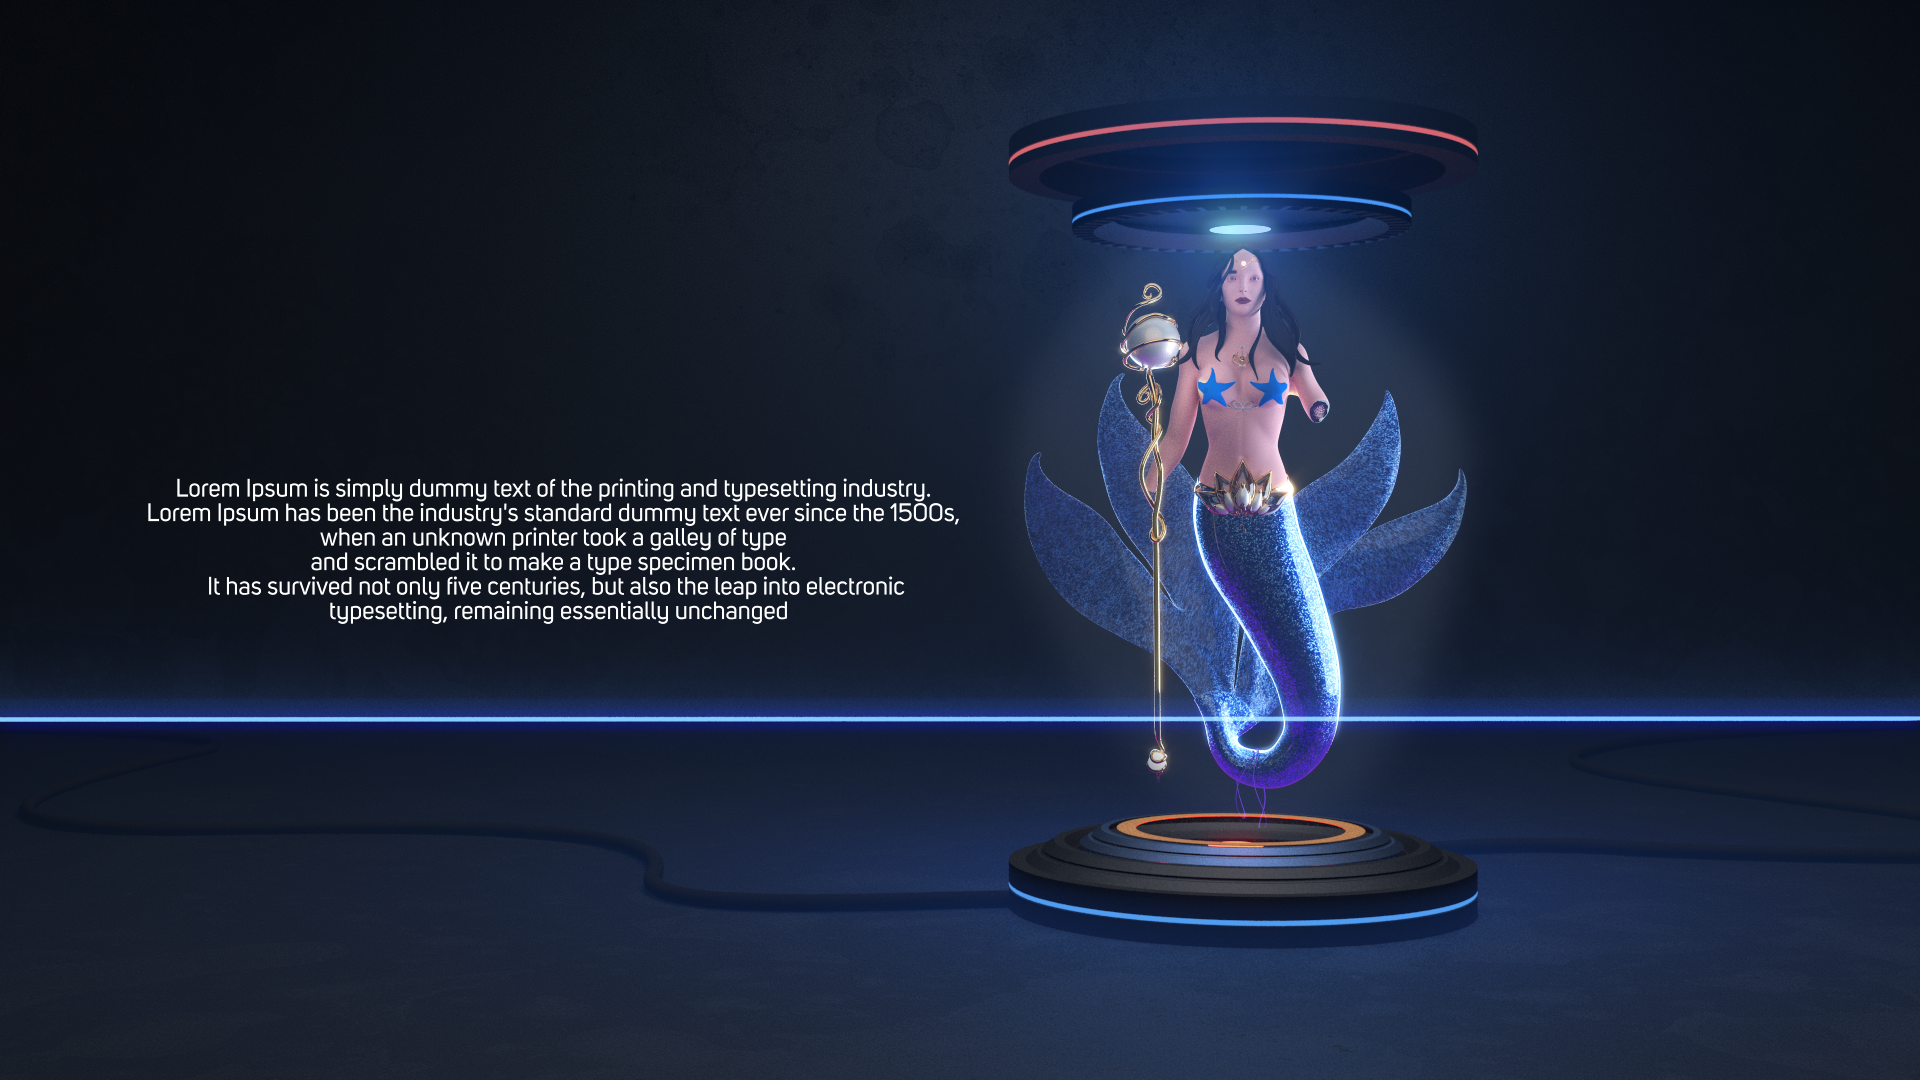 Lorem Ipsum is simply dummy text of the printing and typesetting industry.
Lorem Ipsum has been the industry's standard dummy text ever since the 1500s,
when an unknown printer took a galley of type
and scrambled it to make a type specimen book.
It has survived not only five centuries, but also the leap into electronic
typesetting, remaining essentially unchanged